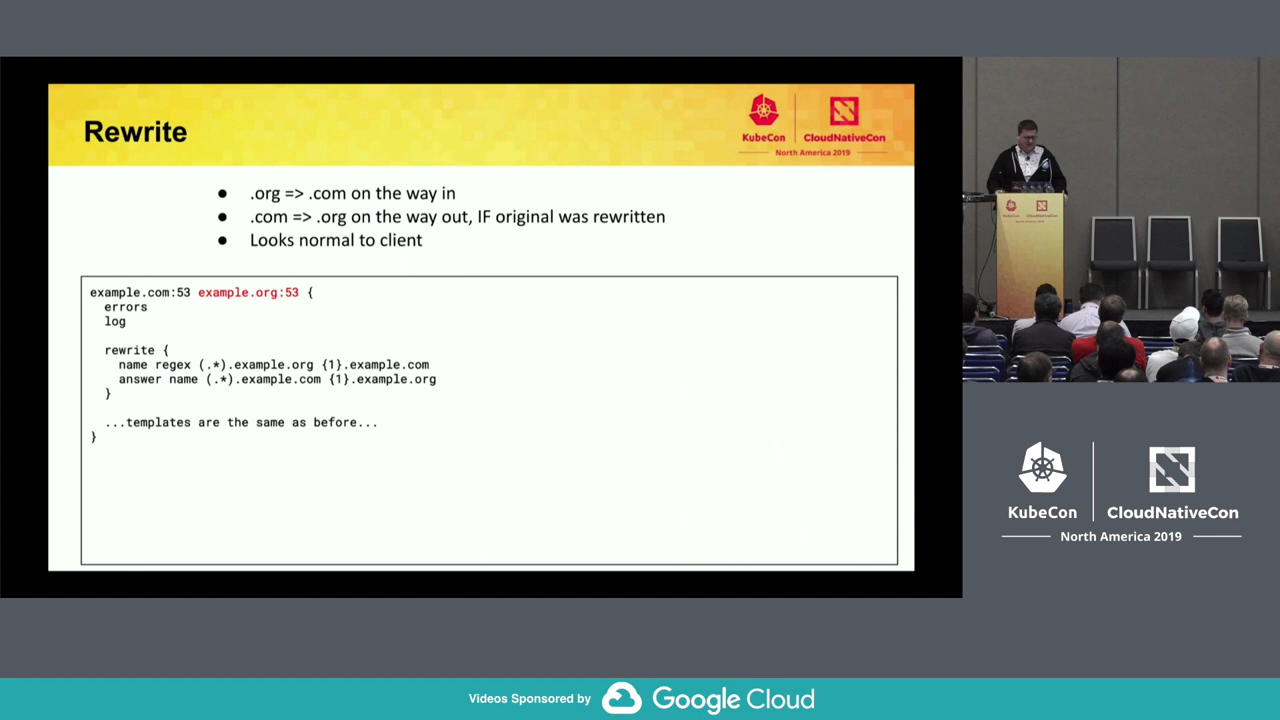 Rewrite
KubeCon
CloudNativeCon
North America 2019
● .org => .com on the way in
● .com => .org on the way out, IF original was rewritten
● Looks normal to client
example.com:53 example.org:53 {
errors
log
rewrite {
name regex (.*).example.org {1}.example.com
answer name (.*).example.com {1}.example.org
}
...templates are the same as before...
}
KubeCon
CloudNativeCon
North America 2019
Videos Sponsored by Google Cloud